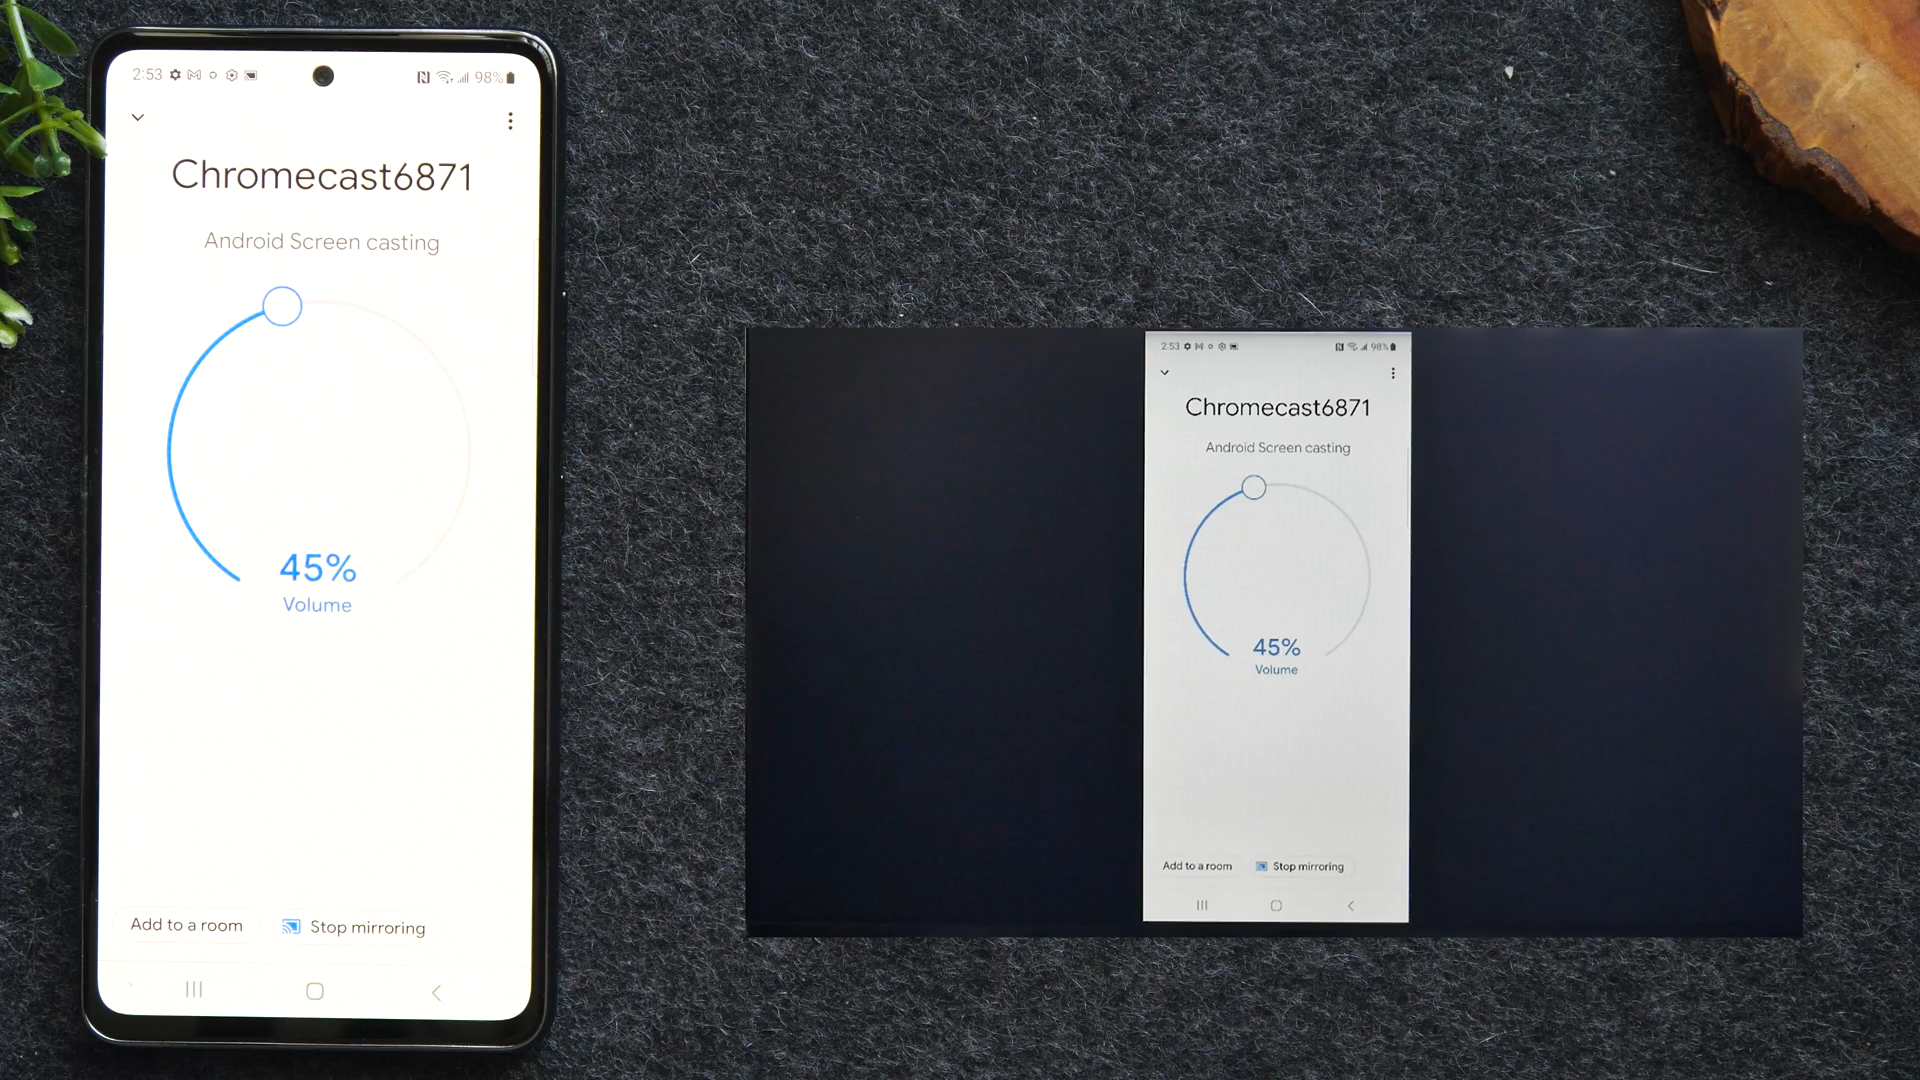 2:53 98%
Chromecast6871
Android Screen casting
45%
Volume
Add to a room Stop mirroring
2:53 98%
Chromecast6871
Android Screen casting
45%
Volume
Add to a room Stop mirroring